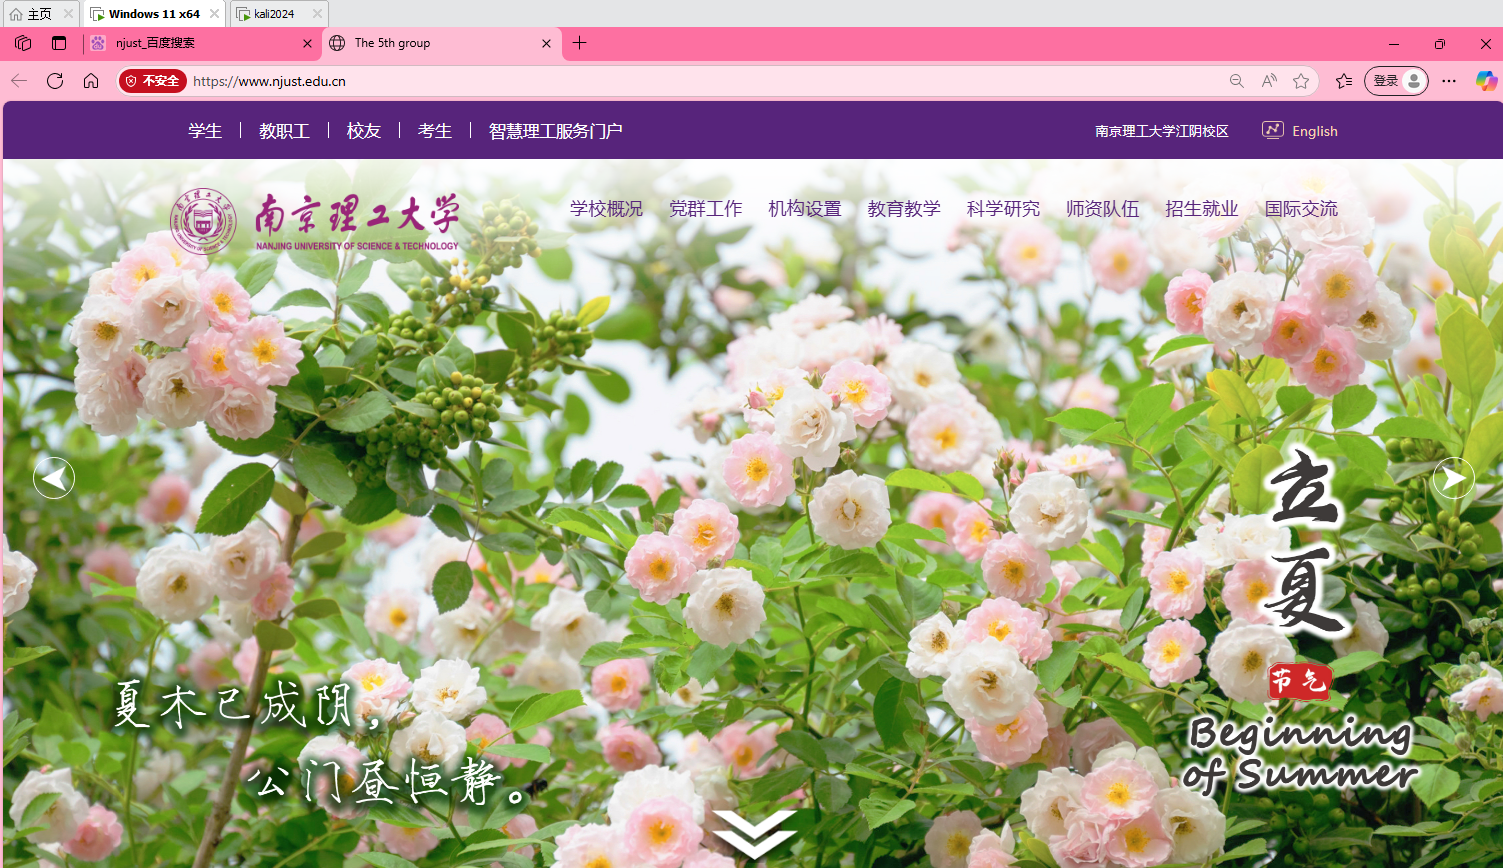 主页
Windows 11 x64
kali2024
njust_百度搜索
The 5th group
不安全
https://www.njust.edu.cn
登录
学生
教职工
校友
考生
智慧理工服务门户
南京理工大学江阴校区
English
南京理工大学
NANJING UNIVERSITY OF SCIENCE & TECHNOLOGY
学校概况
党群工作
机构设置
教育教学
科学研究
师资队伍
招生就业
国际交流
立夏
节气
Beginning
of Summer
夏木已成阴，
公门昼恒静。